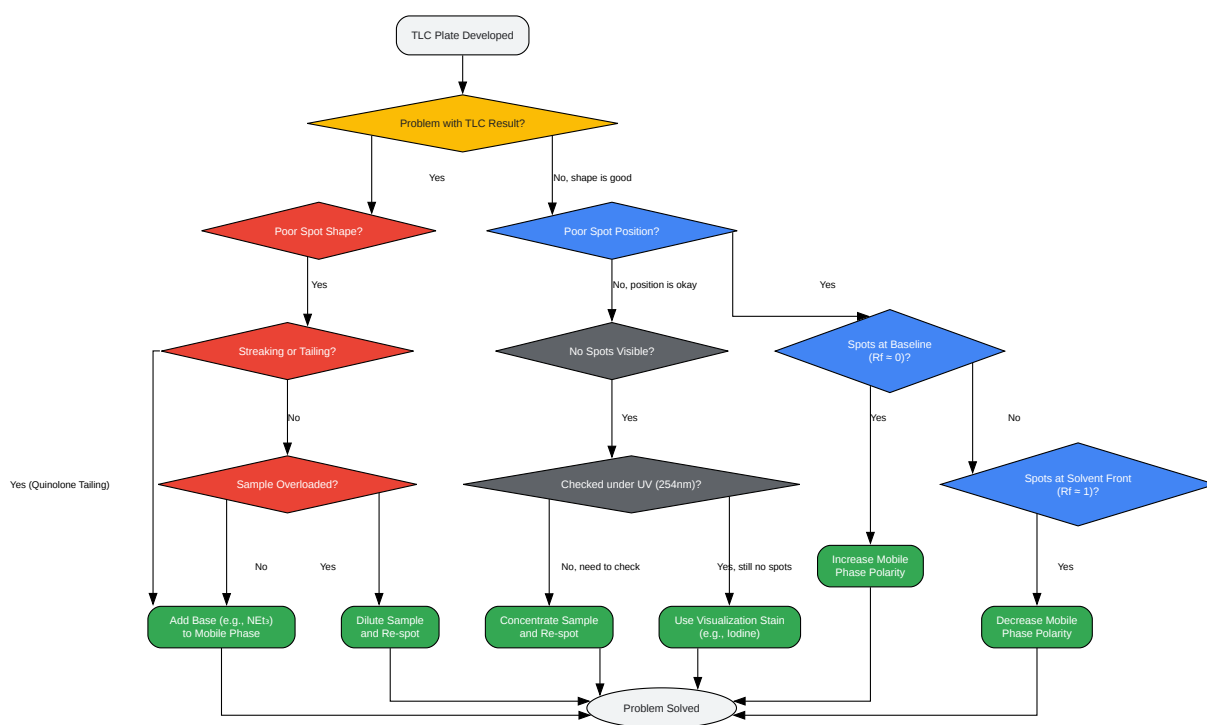 TLC Plate Developed
Problem with TLC Result?
Yes
No, shape is good
Poor Spot Shape?
Poor Spot Position?
Yes
No, position is okay
Yes
Streaking or Tailing?
No Spots Visible?
Spots at Baseline
(Rf ≈ 0)?
No
Yes
Yes
No
Yes (Quinolone Tailing)
Sample Overloaded?
Checked under UV (254nm)?
Spots at Solvent Front
(Rf ≈ 1)?
No
Yes
No, need to check
Yes, still no spots
Increase Mobile
Phase Polarity
Yes
Add Base (e.g., NEt₃)
to Mobile Phase
Dilute Sample
and Re-spot
Concentrate Sample
and Re-spot
Use Visualization Stain
(e.g., Iodine)
Decrease Mobile
Phase Polarity
Problem Solved